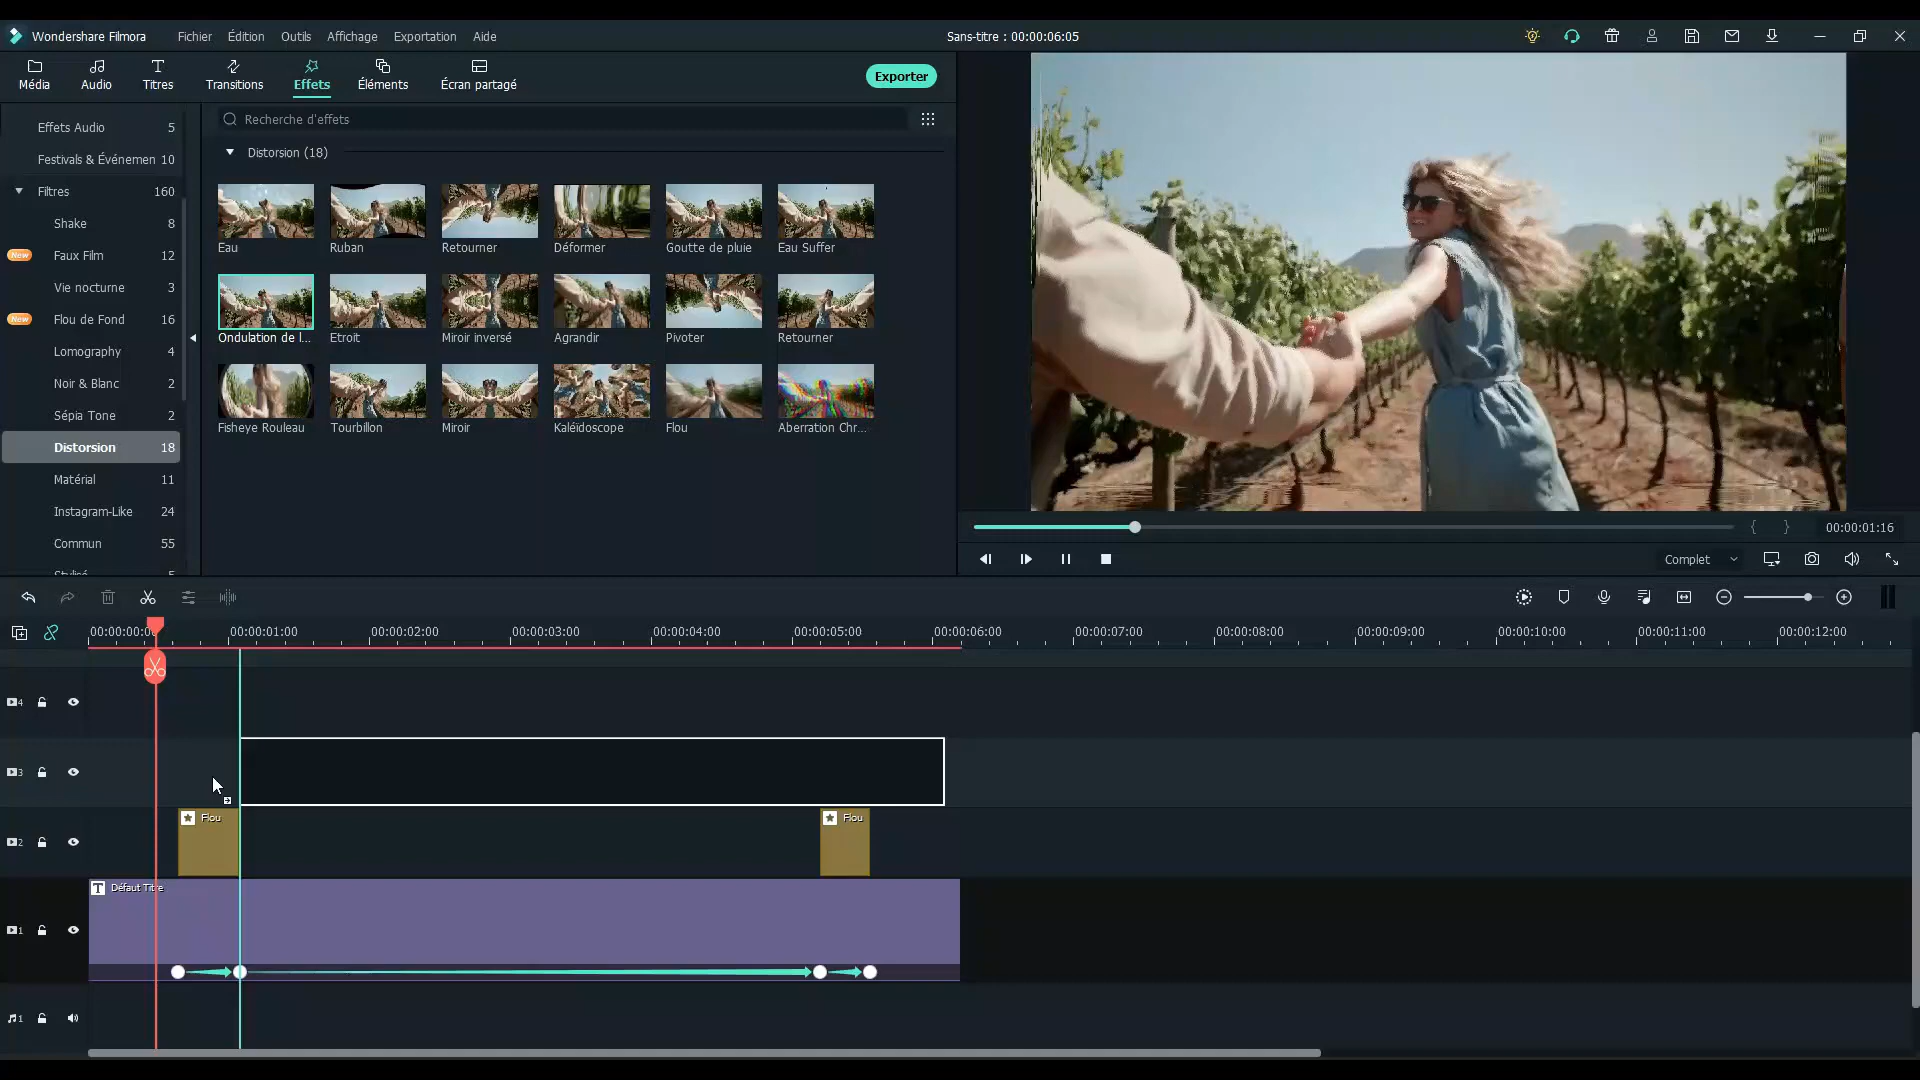 Wondershare Filmora Fichier Édition Outils Affichage Exportation Aide Sans-titre : 00:00:06:05
Média Audio Titres Transitions Effets Éléments Écran partagé Exporter
Recherche d'effets
Effets Audio 5
Festivals & Événemen 10
Filtres 160
Shake 8
New Faux Film 12
Vie nocturne 3
New Flou de Fond 16
Lomography 4
Noir & Blanc 2
Sépia Tone 2
Distorsion 18
Matérial 11
Instagram-Like 24
Commun 55
Distorsion (18)
Eau Ruban Retourner Déformer Goutte de pluie Eau Suffer
Ondulation de l... Etroit Miroir inversé Agrandir Pivoter Retourner
Fisheye Rouleau Tourbillon Miroir Kaléidoscope Flou Aberration Chr...
{ } 00:00:01:16
Complet
00:00:00:0 00:00:01:00 00:00:02:00 00:00:03:00 00:00:04:00 00:00:05:00 00:00:06:00 00:00:07:00 00:00:08:00 00:00:09:00 00:00:10:00 00:00:11:00 00:00:12:00
4
3
2 Flou Flou
Défaut Titre
1
1